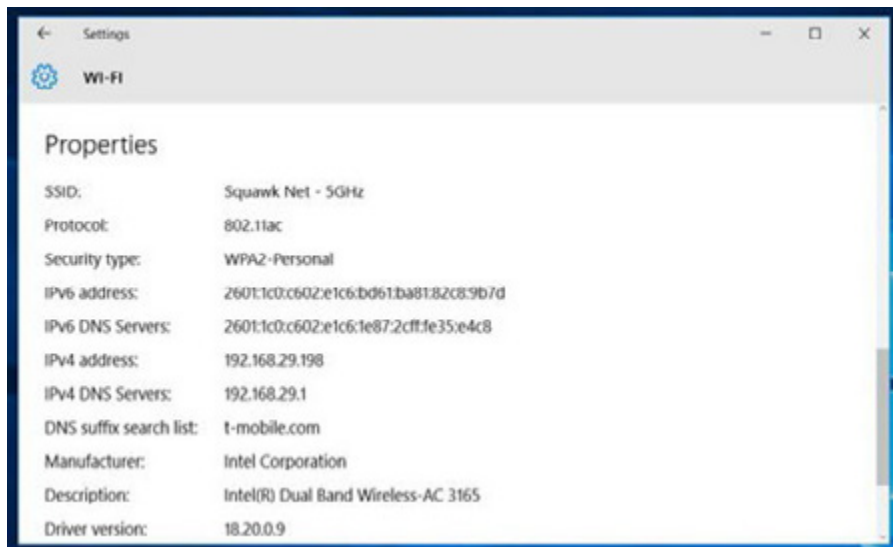 Settings
WI-FI
Properties
SSID: Squawk Net - 5GHz
Protocol: 802.11ac
Security type: WPA2-Personal
IPv6 address: 2601:1c0:c602:e1c6:bd61:ba81:82c8:9b7d
IPv6 DNS Servers: 2601:1c0:c602:e1c6:1e87:2cff:fe35:e4c8
IPv4 address: 192.168.29.198
IPv4 DNS Servers: 192.168.29.1
DNS suffix search list: t-mobile.com
Manufacturer: Intel Corporation
Description: Intel(R) Dual Band Wireless-AC 3165
Driver version: 18.20.0.9